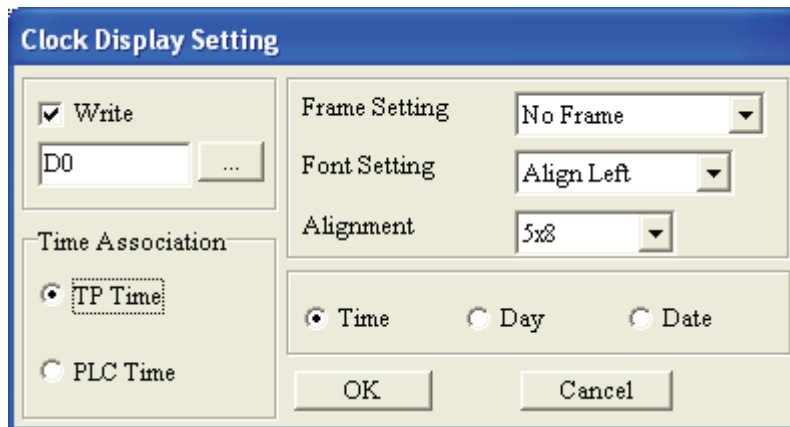 Clock Display Setting
Write
D0
...
Time Association
TP Time
PLC Time
Frame Setting
No Frame
Font Setting
Align Left
Alignment
5x8
Time
Day
Date
OK
Cancel